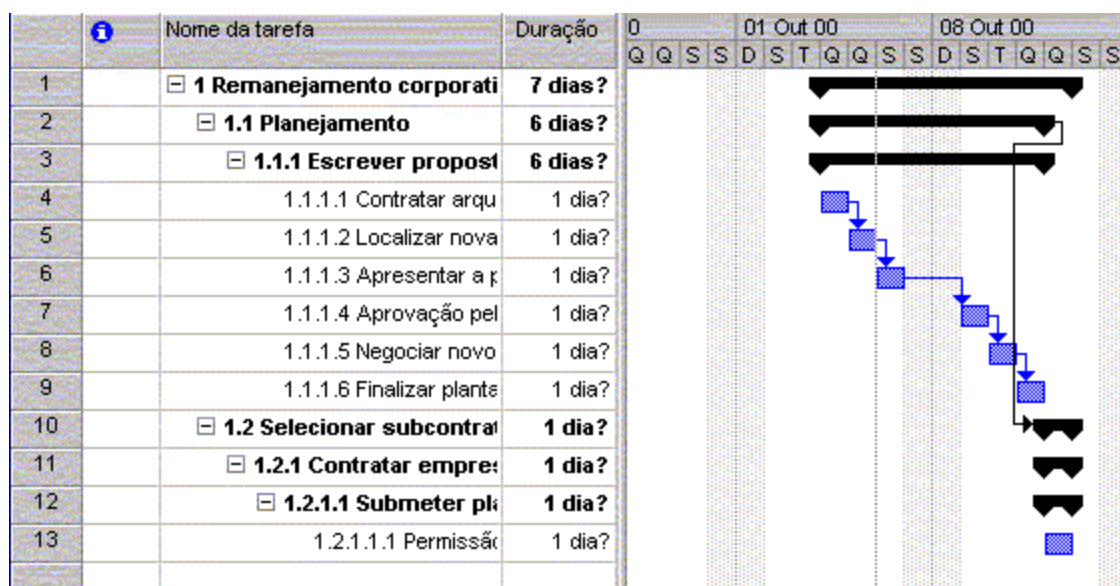 Nome da tarefa Duração 0 01 Out 00 08 Out 00
Q Q S S D S T Q Q S S D S T Q Q S S
1 1 Remanejamento corporati 7 dias?
2 1.1 Planejamento 6 dias?
3 1.1.1 Escrever propost 6 dias?
4 1.1.1.1 Contratar arqu 1 dia?
5 1.1.1.2 Localizar nova 1 dia?
6 1.1.1.3 Apresentar a p 1 dia?
7 1.1.1.4 Aprovação pel 1 dia?
8 1.1.1.5 Negociar novo 1 dia?
9 1.1.1.6 Finalizar planta 1 dia?
10 1.2 Selecionar subcontrat 1 dia?
11 1.2.1 Contratar empres 1 dia?
12 1.2.1.1 Submeter pla 1 dia?
13 1.2.1.1.1 Permissão 1 dia?